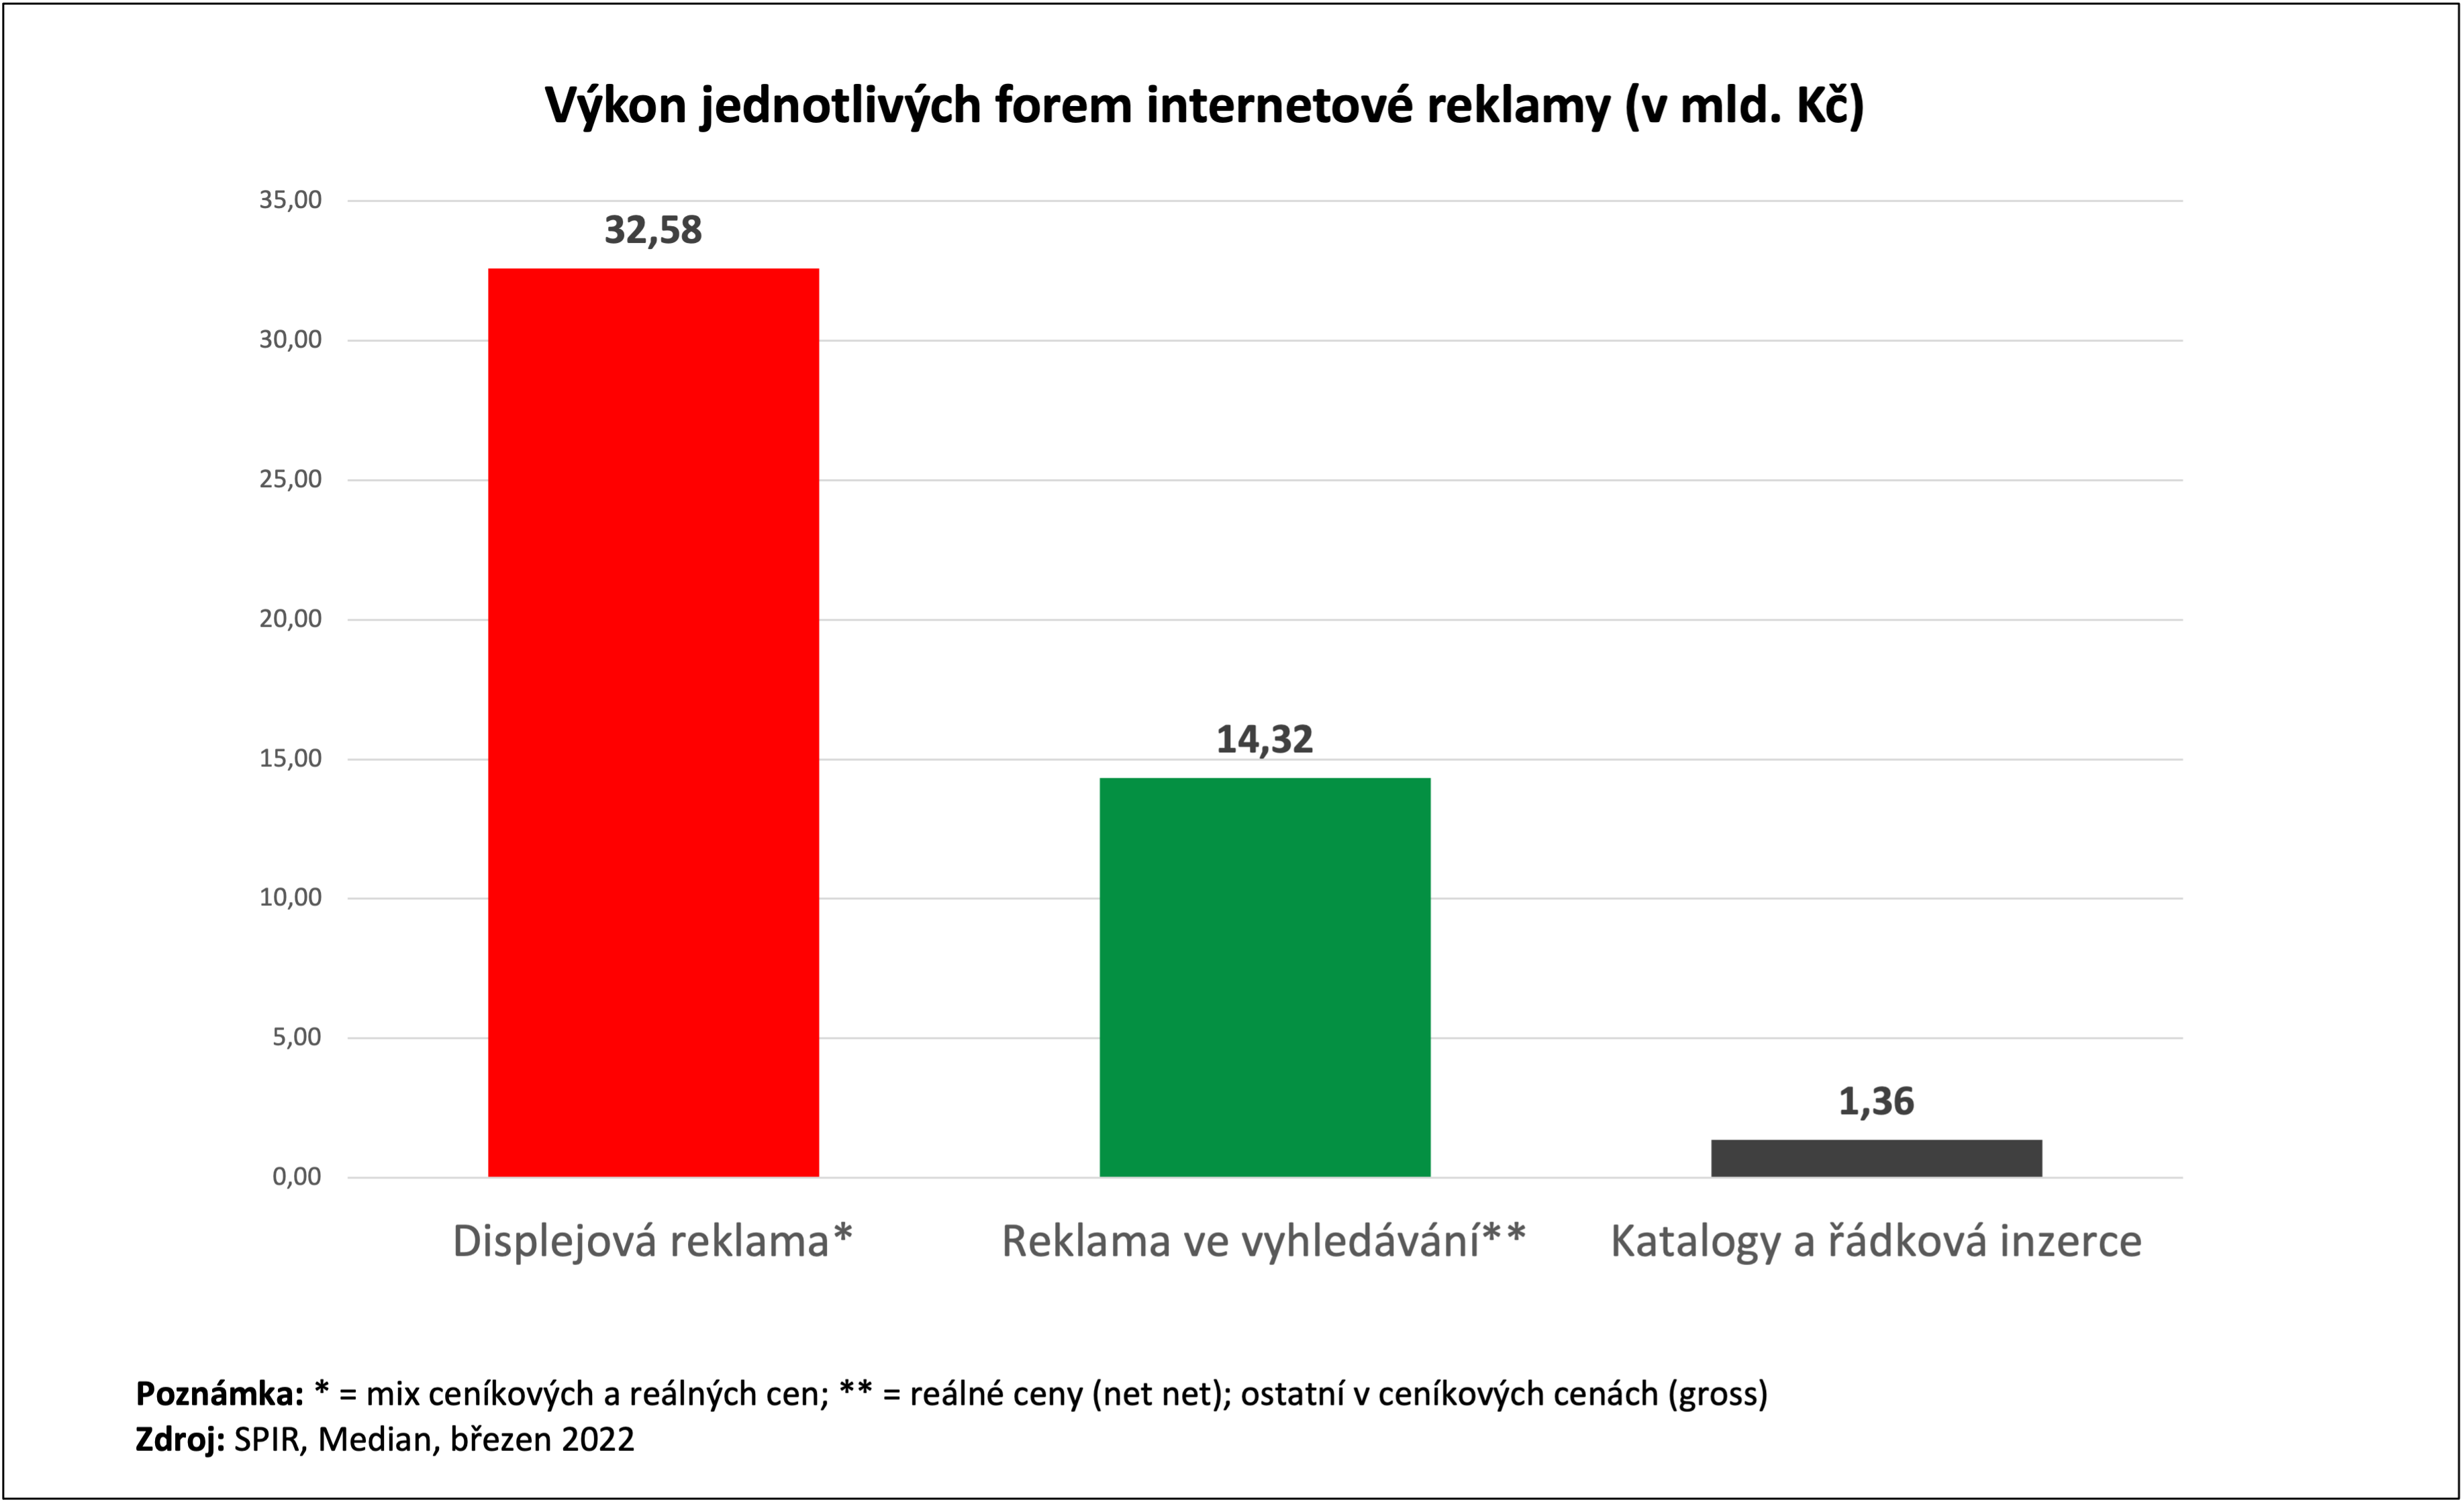 Výkon jednotlivých forem internetové reklamy (v mld. Kč)
35,00
32,58
30,00
25,00
20,00
14,32
15,00
10,00
5,00
1,36
0,00
Displejová reklama* Reklama ve vyhledávání** Katalogy a řádková inzerce
Poznámka: * = mix ceníkových a reálných cen; ** = reálné ceny (net net); ostatní v ceníkových cenách (gross)
Zdroj: SPIR, Median, březen 2022